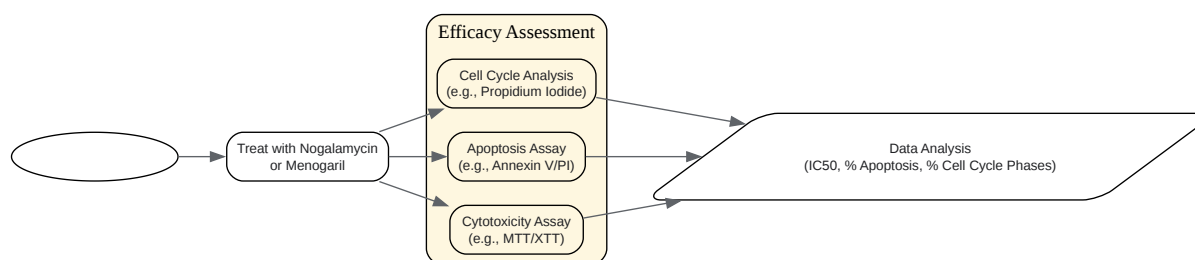 Efficacy Assessment
Cell Cycle Analysis
(e.g., Propidium Iodide)
Treat with Nogalamycin
or Menogaril
Apoptosis Assay
(e.g., Annexin V/PI)
Cytotoxicity Assay
(e.g., MTT/XTT)
Data Analysis
(IC50, % Apoptosis, % Cell Cycle Phases)